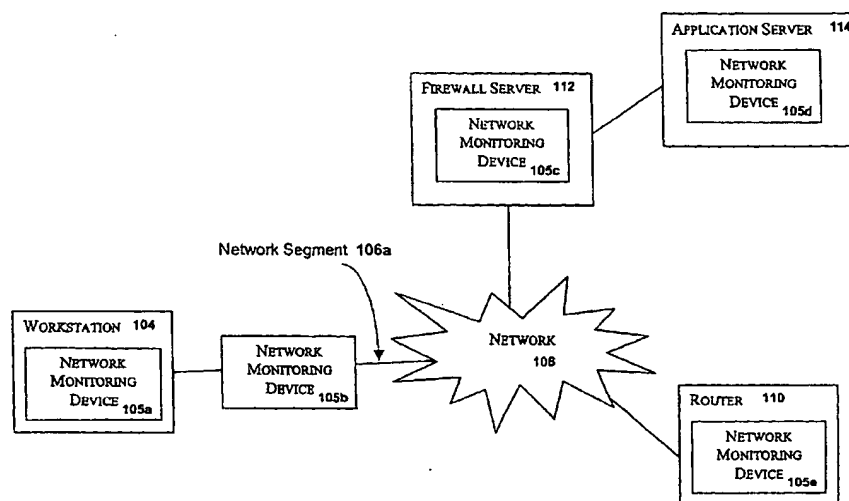 APPLICATION SERVER 114
NETWORK
MONITORING
DEVICE
105d
FIREWALL SERVER 112
NETWORK
MONITORING
DEVICE
105c
Network Segment 106a
WORKSTATION 104
NETWORK
MONITORING
DEVICE
105a
NETWORK
MONITORING
DEVICE
105b
NETWORK
106
ROUTER 110
NETWORK
MONITORING
DEVICE
105e